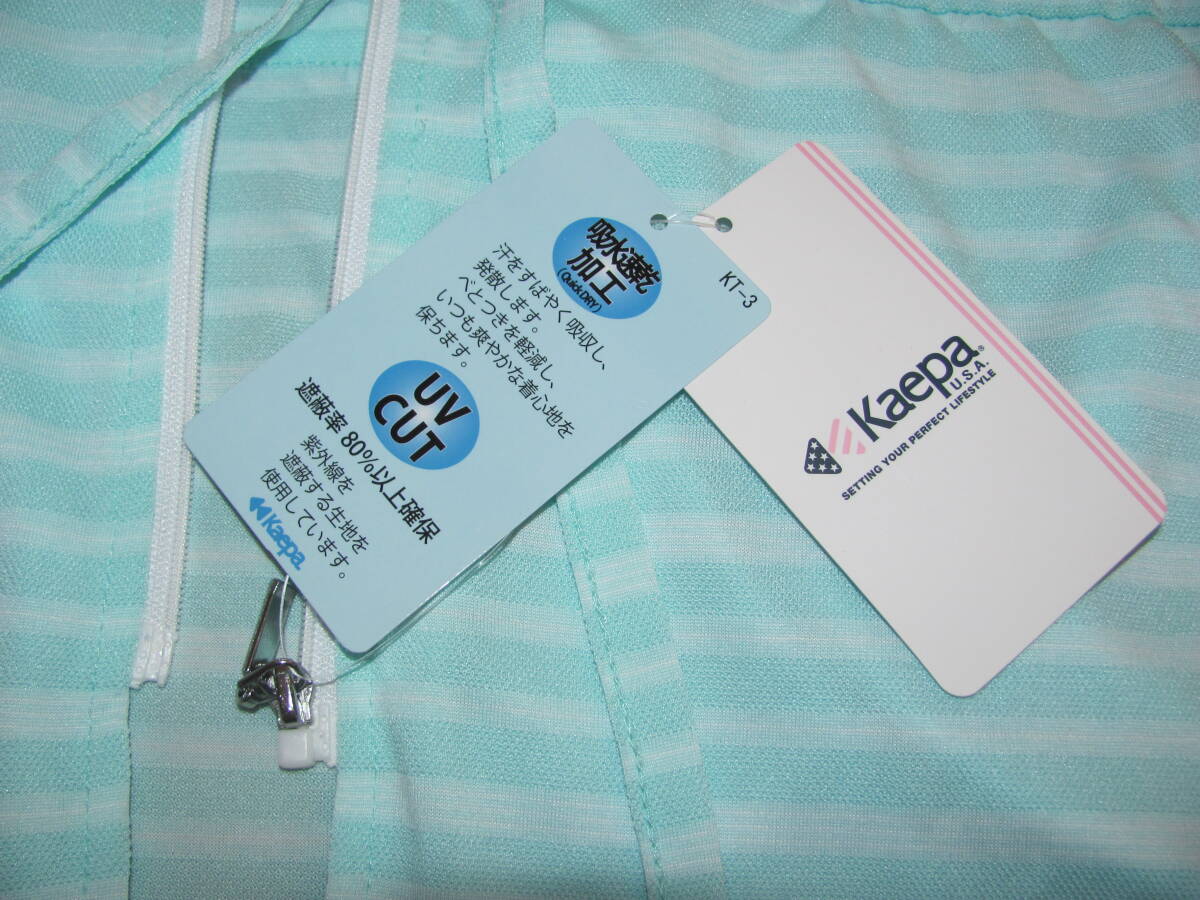 KT-3
吸水速乾
加工
(QuickDRY)
汗をすばやく吸収し、
発散します。
べとつきを軽減し、
いつも爽やかな着心地を
保ちます。
UV
CUT
遮蔽率80%以上確保
紫外線を
遮蔽する生地を
使用しています。
Kaepa
Kaepa®
U.S.A.
SETTING YOUR PERFECT LIFESTYLE